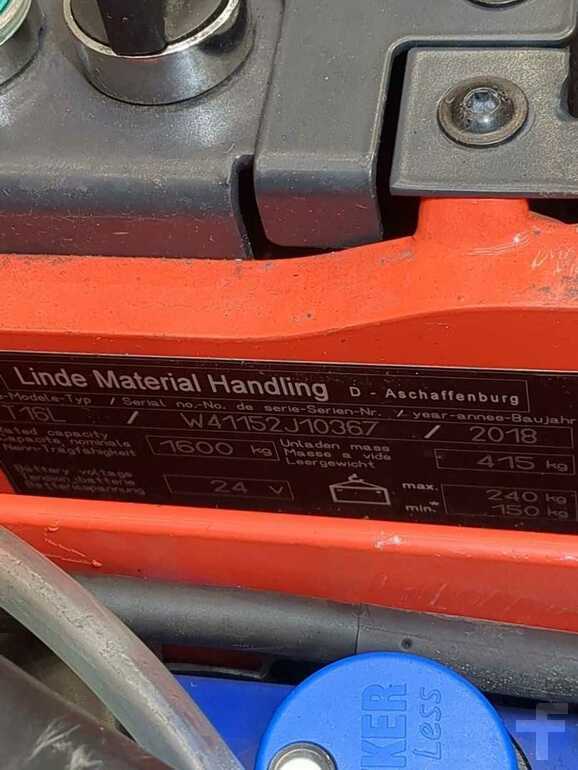 Linde Material Handling D - Aschaffenburg
-Modele-Typ / Serial no.-No. de serie-Serien-Nr. / year-annee-Baujahr
T16L / W41152J10367 / 2018
Rated capacity
Capacite nominale
Nenn-Tragfähigkeit
1600 kg
Unladen mass
Masse a vide
Leergewicht
415 kg
Battery voltage
Tension batterie
Batteriespannung
24 V
max. 240 kg
min. 150 kg
KER
Less